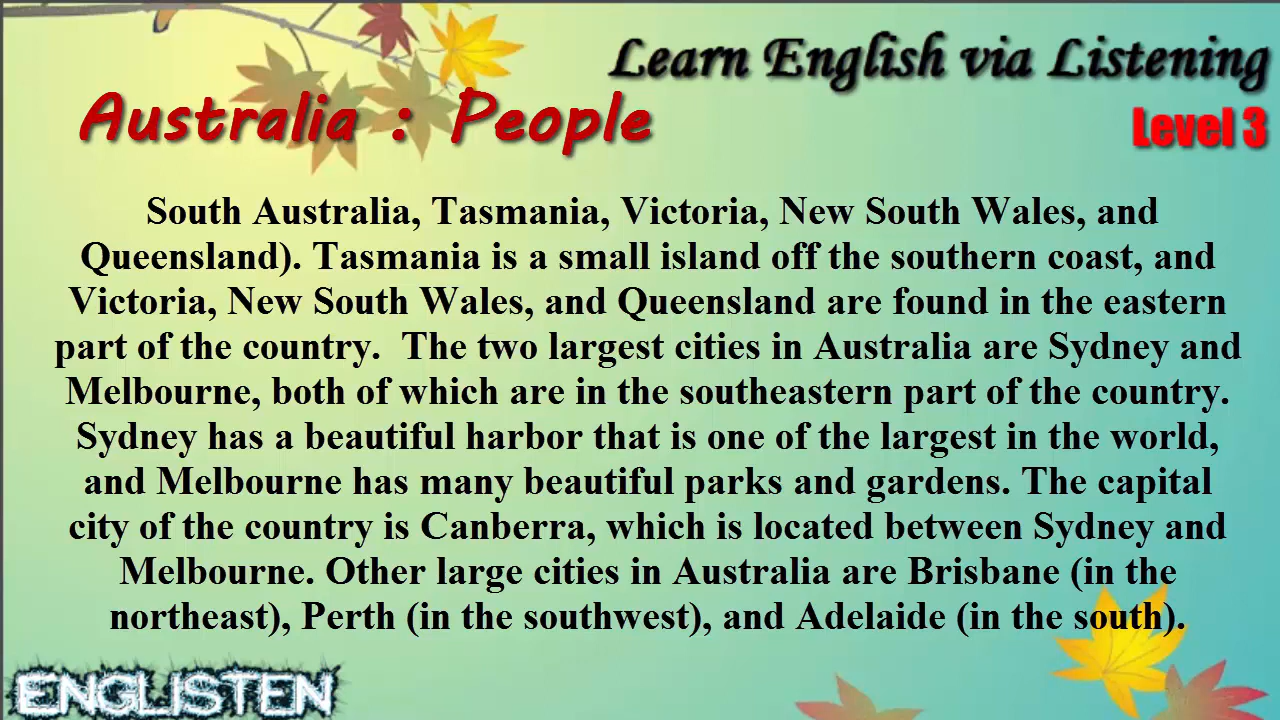 Learn English via Listening
Australia : People
Level 3
South Australia, Tasmania, Victoria, New South Wales, and
Queensland). Tasmania is a small island off the southern coast, and
Victoria, New South Wales, and Queensland are found in the eastern
part of the country.  The two largest cities in Australia are Sydney and
Melbourne, both of which are in the southeastern part of the country.
Sydney has a beautiful harbor that is one of the largest in the world,
and Melbourne has many beautiful parks and gardens. The capital
city of the country is Canberra, which is located between Sydney and
Melbourne. Other large cities in Australia are Brisbane (in the
northeast), Perth (in the southwest), and Adelaide (in the south).
ENGLISTEN